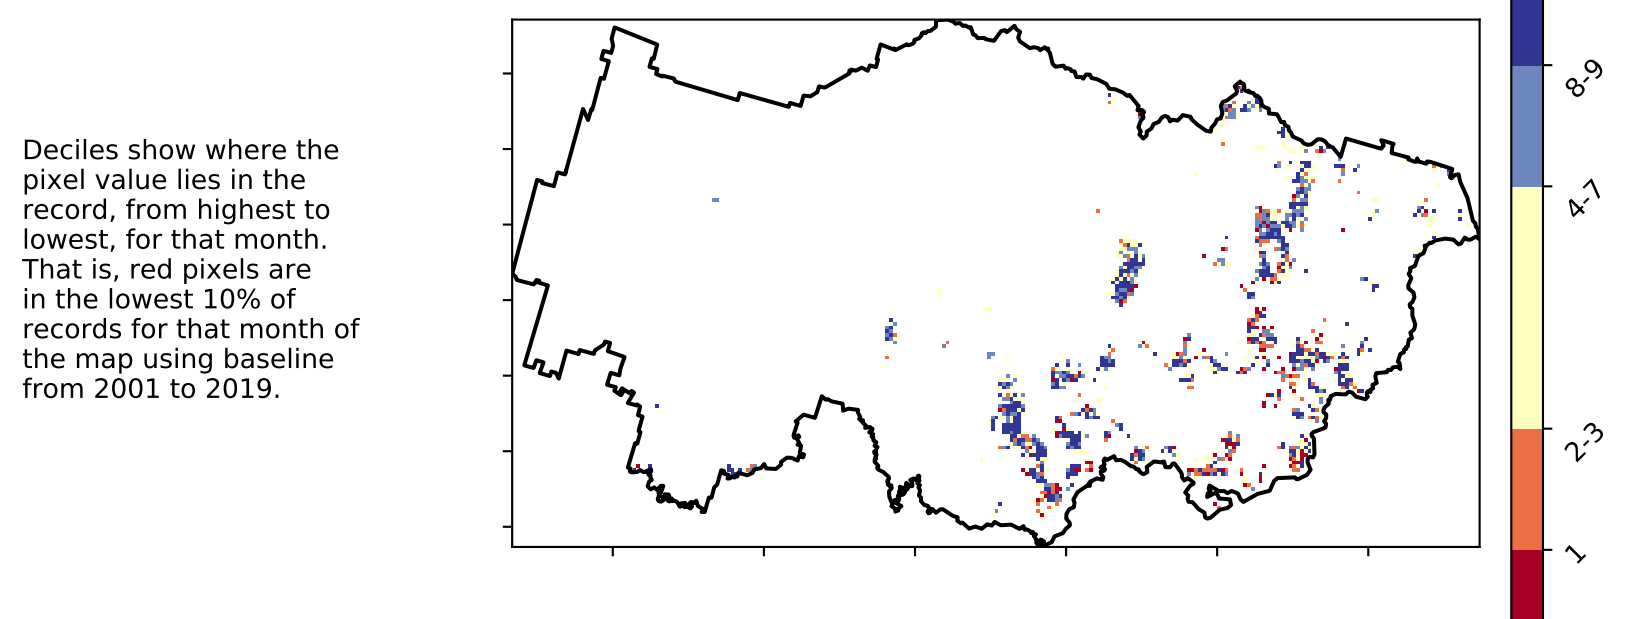 Deciles show where the
pixel value lies in the
record, from highest to
lowest, for that month.
That is, red pixels are
in the lowest 10% of
records for that month of
the map using baseline
from 2001 to 2019.
8-9
4-7
2-3
1